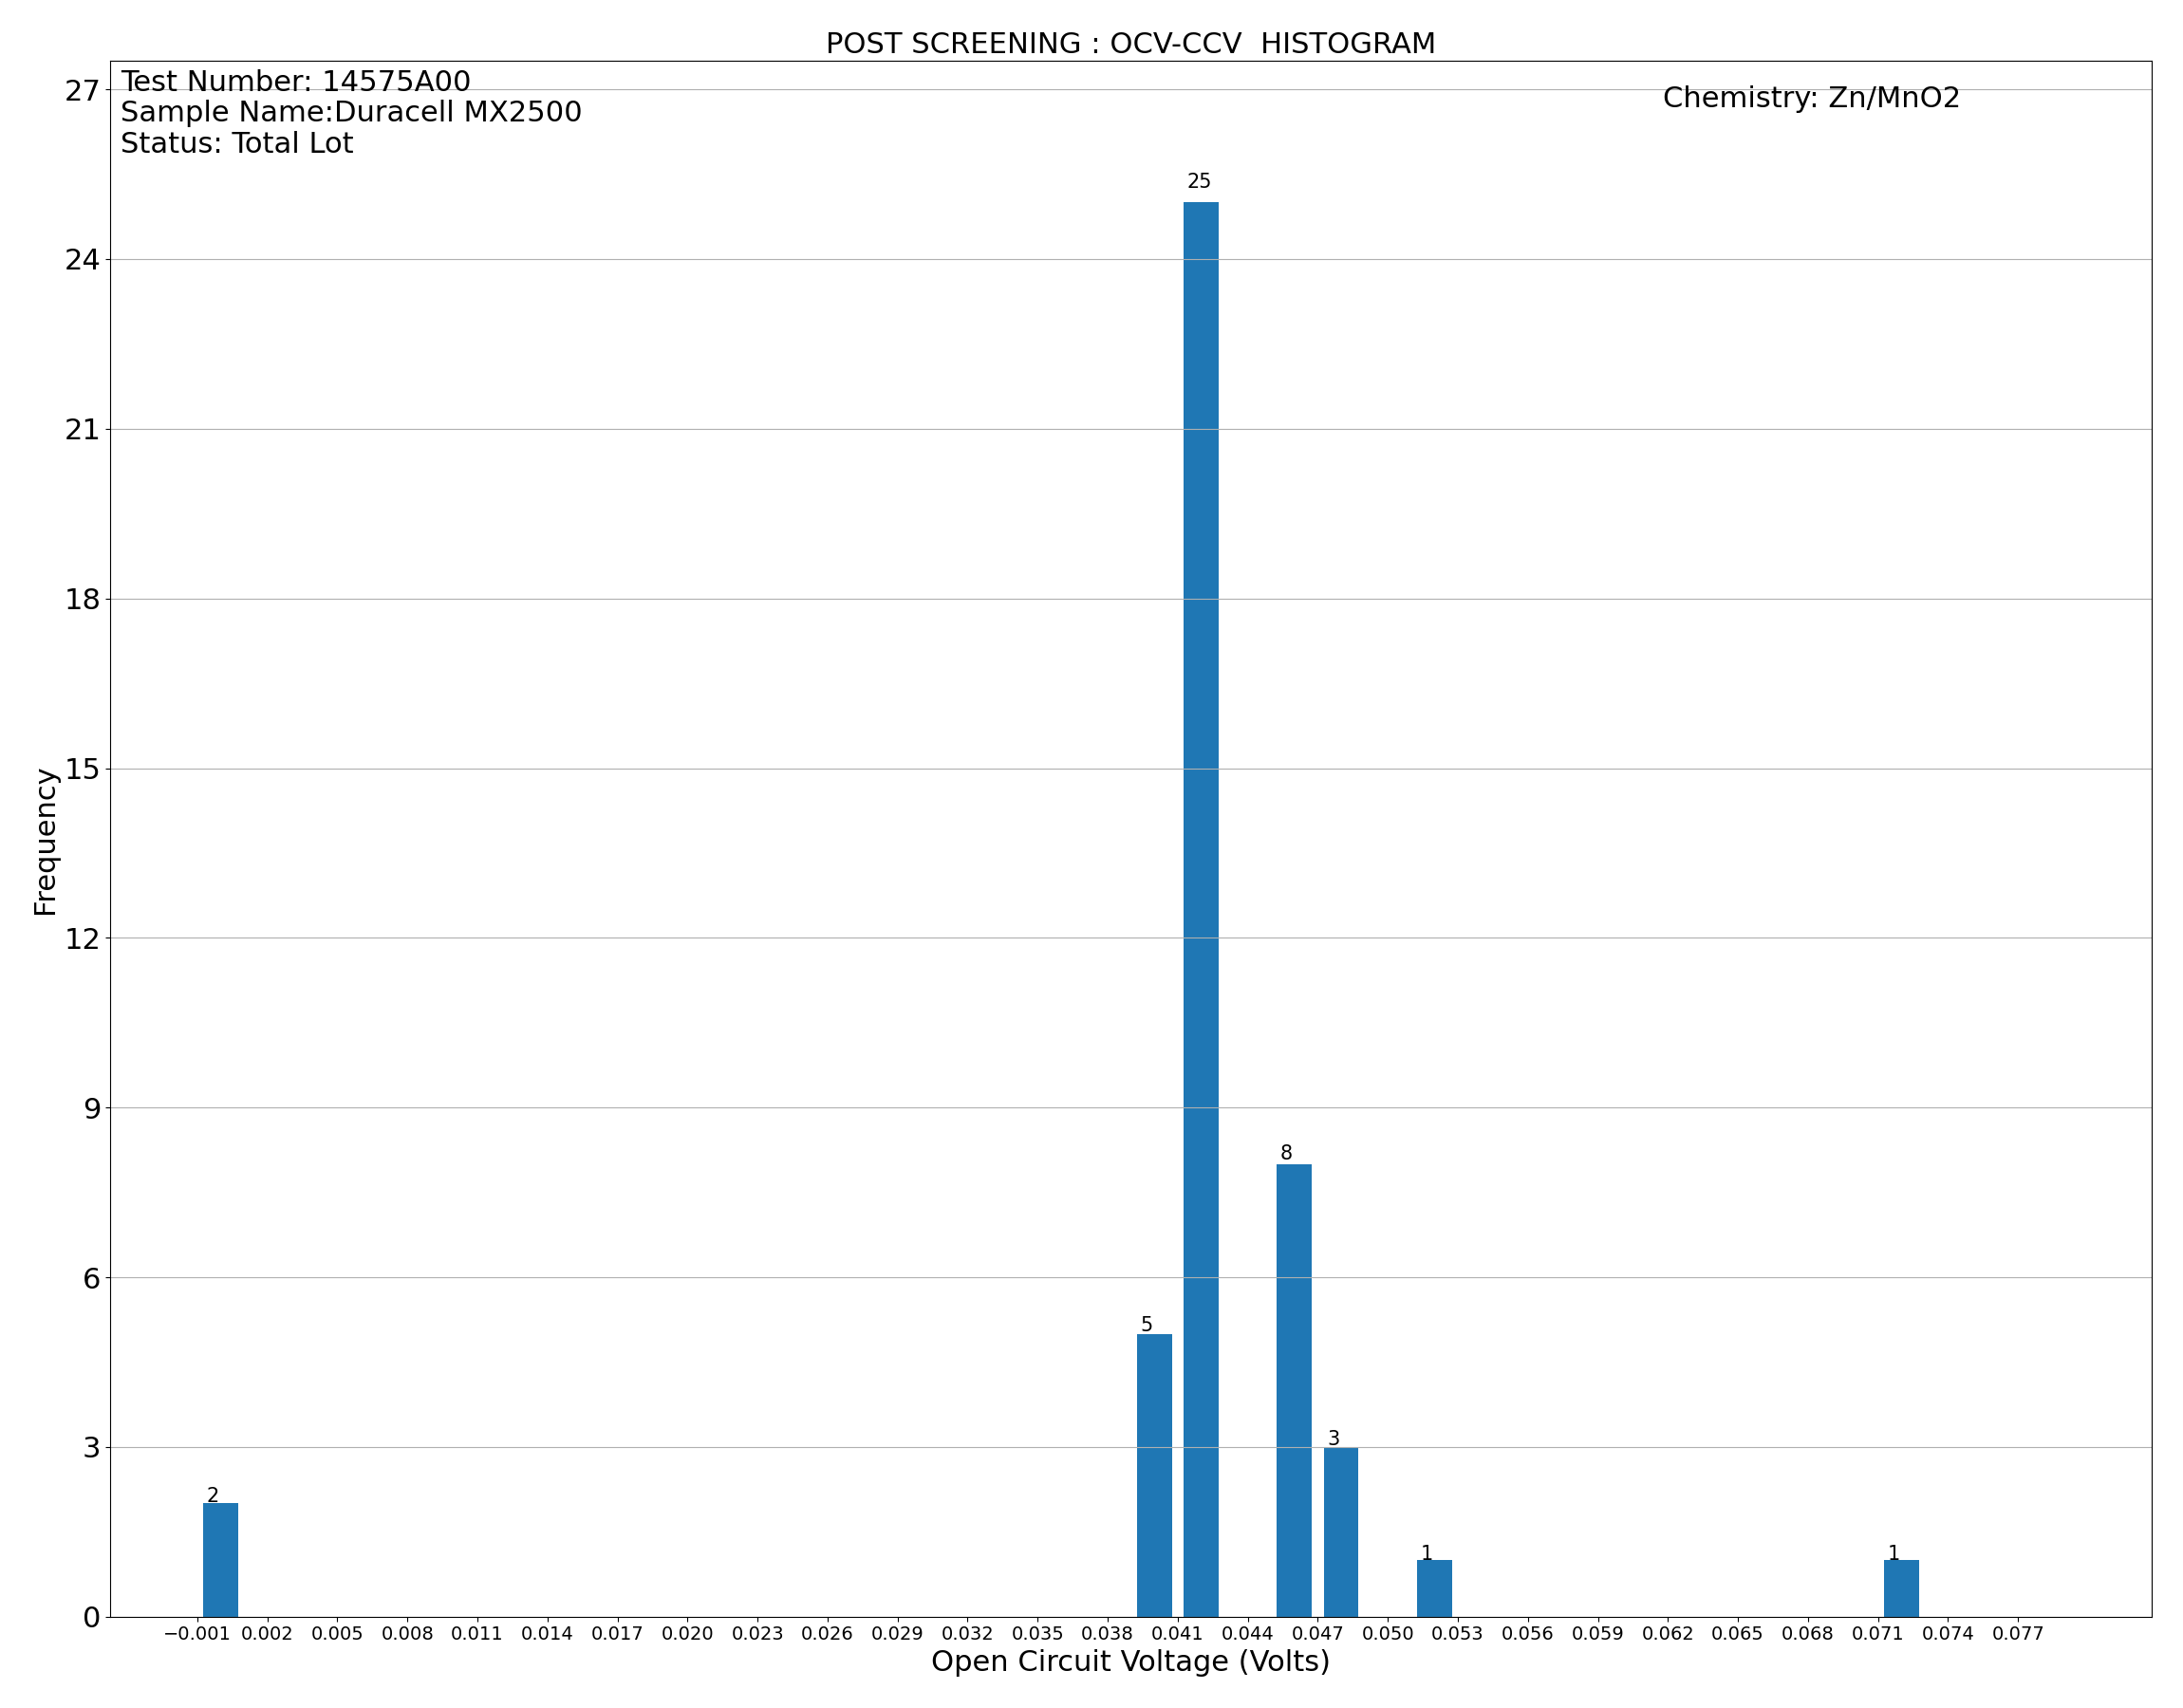 POST SCREENING : OCV-CCV  HISTOGRAM
Test Number: 14575A00
Sample Name:Duracell MX2500
Status: Total Lot
Chemistry: Zn/MnO2
27
24
21
18
15
12
9
6
3
0
Frequency
25
8
5
3
2
1
1
−0.001 0.002 0.005 0.008 0.011 0.014 0.017 0.020 0.023 0.026 0.029 0.032 0.035 0.038 0.041 0.044 0.047 0.050 0.053 0.056 0.059 0.062 0.065 0.068 0.071 0.074 0.077
Open Circuit Voltage (Volts)